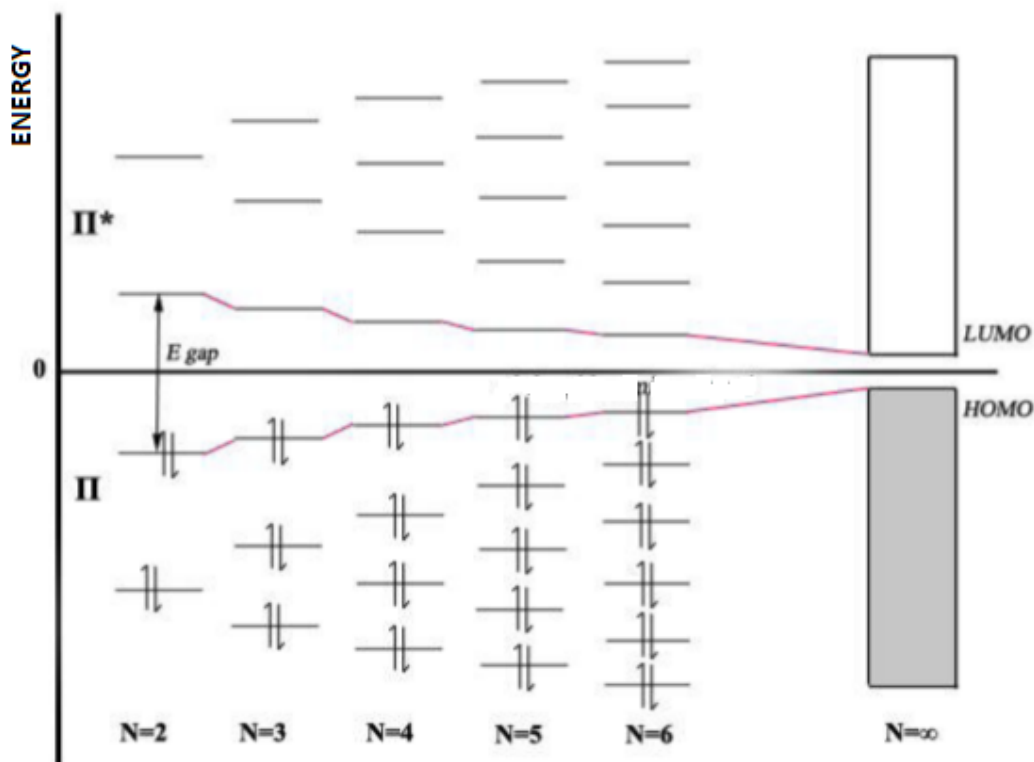 ENERGY
Π*
E gap
LUMO
0
HOMO
Π
N=2 N=3 N=4 N=5 N=6 N=∞